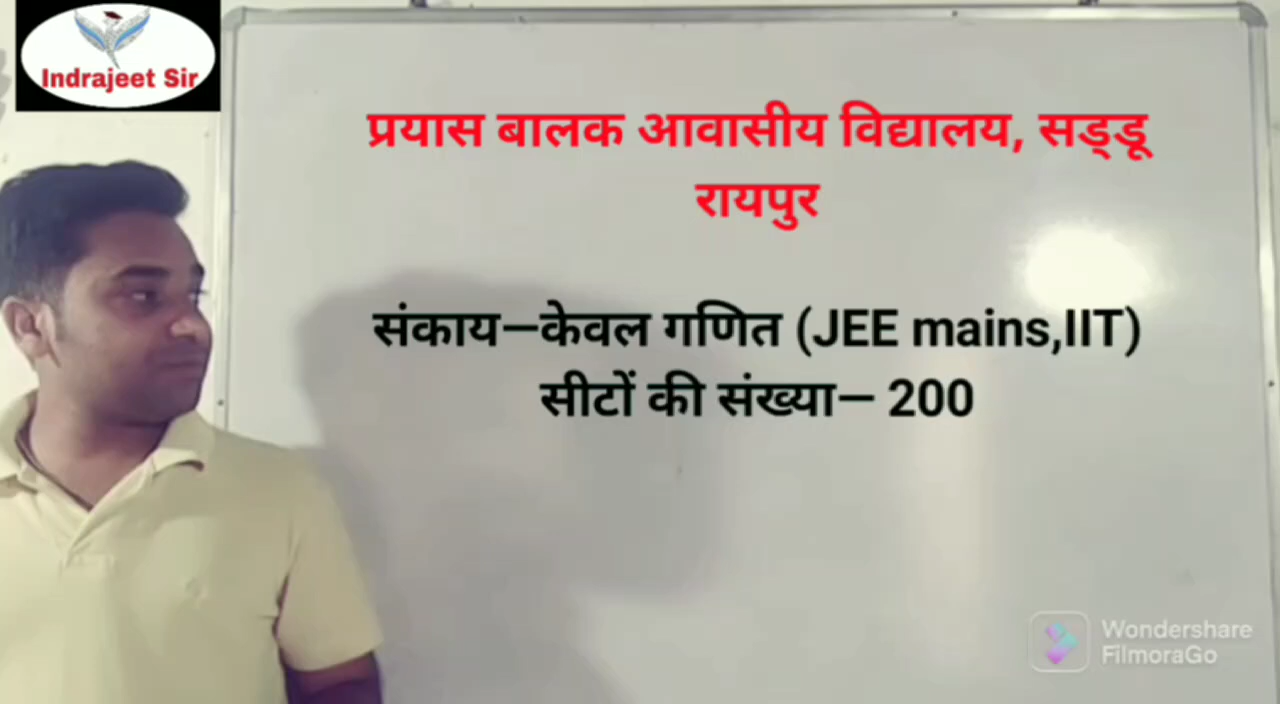 Indrajeet Sir
प्रयास बालक आवासीय विद्यालय, सड्डू
रायपुर
संकाय—केवल गणित (JEE mains,IIT)
सीटों की संख्या— 200
Wondershare
FilmoraGo